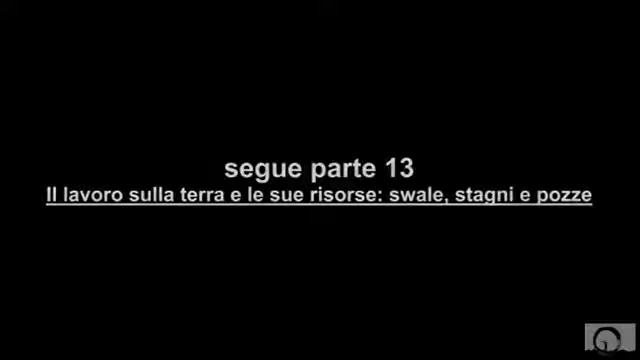 segue parte 13
Il lavoro sulla terra e le sue risorse: swale, stagni e pozze